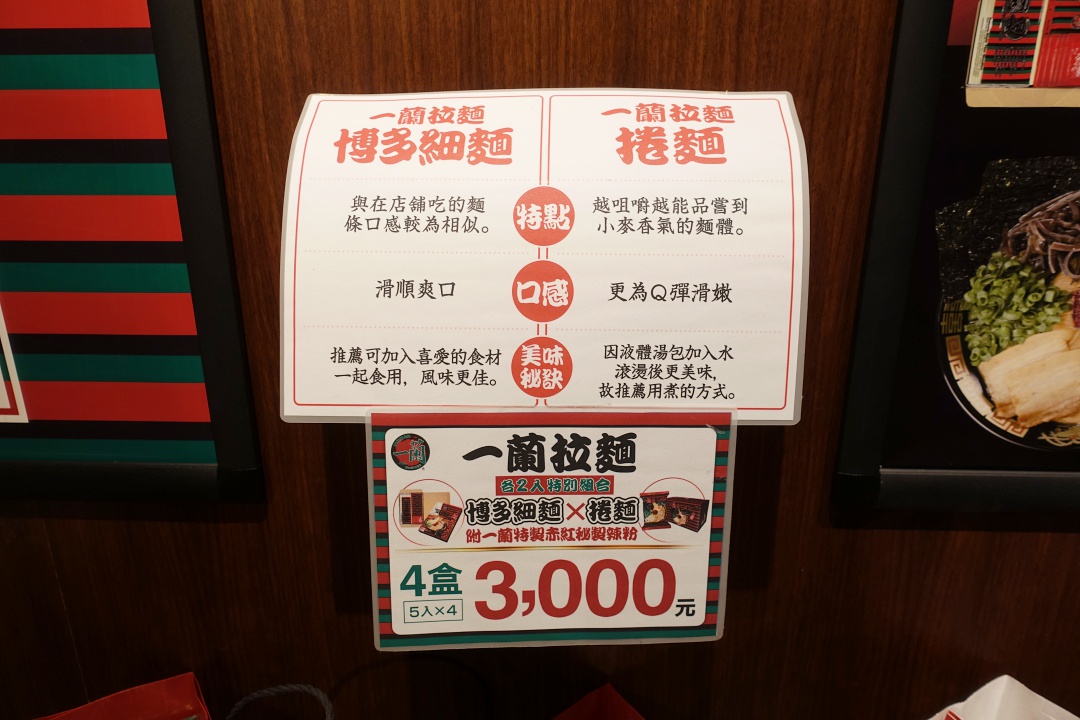 一蘭拉麵
博多細麵
一蘭拉麵
捲麵
與在店舖吃的麵
條口感較為相似。
特點
越咀嚼越能品嘗到
小麥香氣的麵體。
滑順爽口
口感
更為Q彈滑嫩
推薦可加入喜愛的食材
一起食用，風味更佳。
美味
秘訣
因液體湯包加入水
滾燙後更美味，
故推薦用煮的方式。
一蘭
一蘭拉麵
各2入特別組合
博多細麵×捲麵
附一蘭特製赤紅秘製辣粉
4盒
5入×4
3,000元